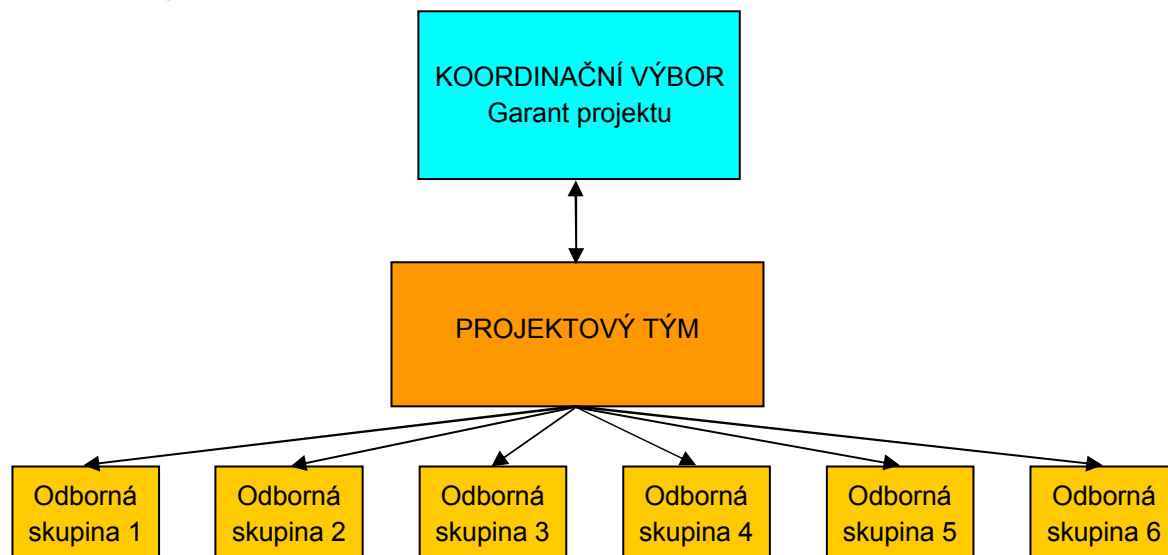 KOORDINAČNÍ VÝBOR
Garant projektu
PROJEKTOVÝ TÝM
Odborná
skupina 1
Odborná
skupina 2
Odborná
skupina 3
Odborná
skupina 4
Odborná
skupina 5
Odborná
skupina 6